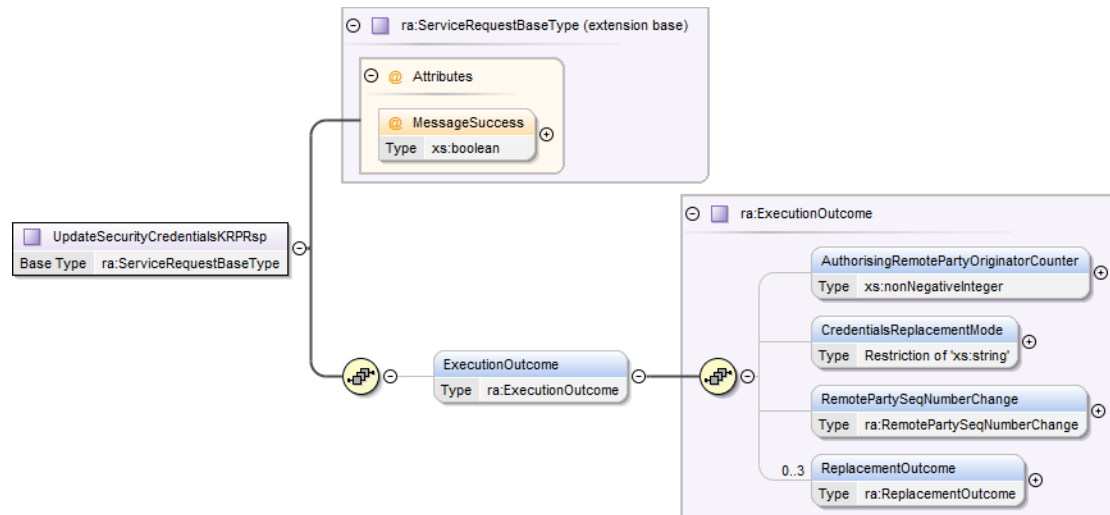 ra:ServiceRequestBaseType (extension base)
@ Attributes
@ MessageSuccess
Type xs:boolean
UpdateSecurityCredentialsKRPRsp
Base Type ra:ServiceRequestBaseType
ExecutionOutcome
Type ra:ExecutionOutcome
ra:ExecutionOutcome
AuthorisingRemotePartyOriginatorCounter
Type xs:nonNegativeInteger
CredentialsReplacementMode
Type Restriction of 'xs:string'
RemotePartySeqNumberChange
Type ra:RemotePartySeqNumberChange
0..3 ReplacementOutcome
Type ra:ReplacementOutcome